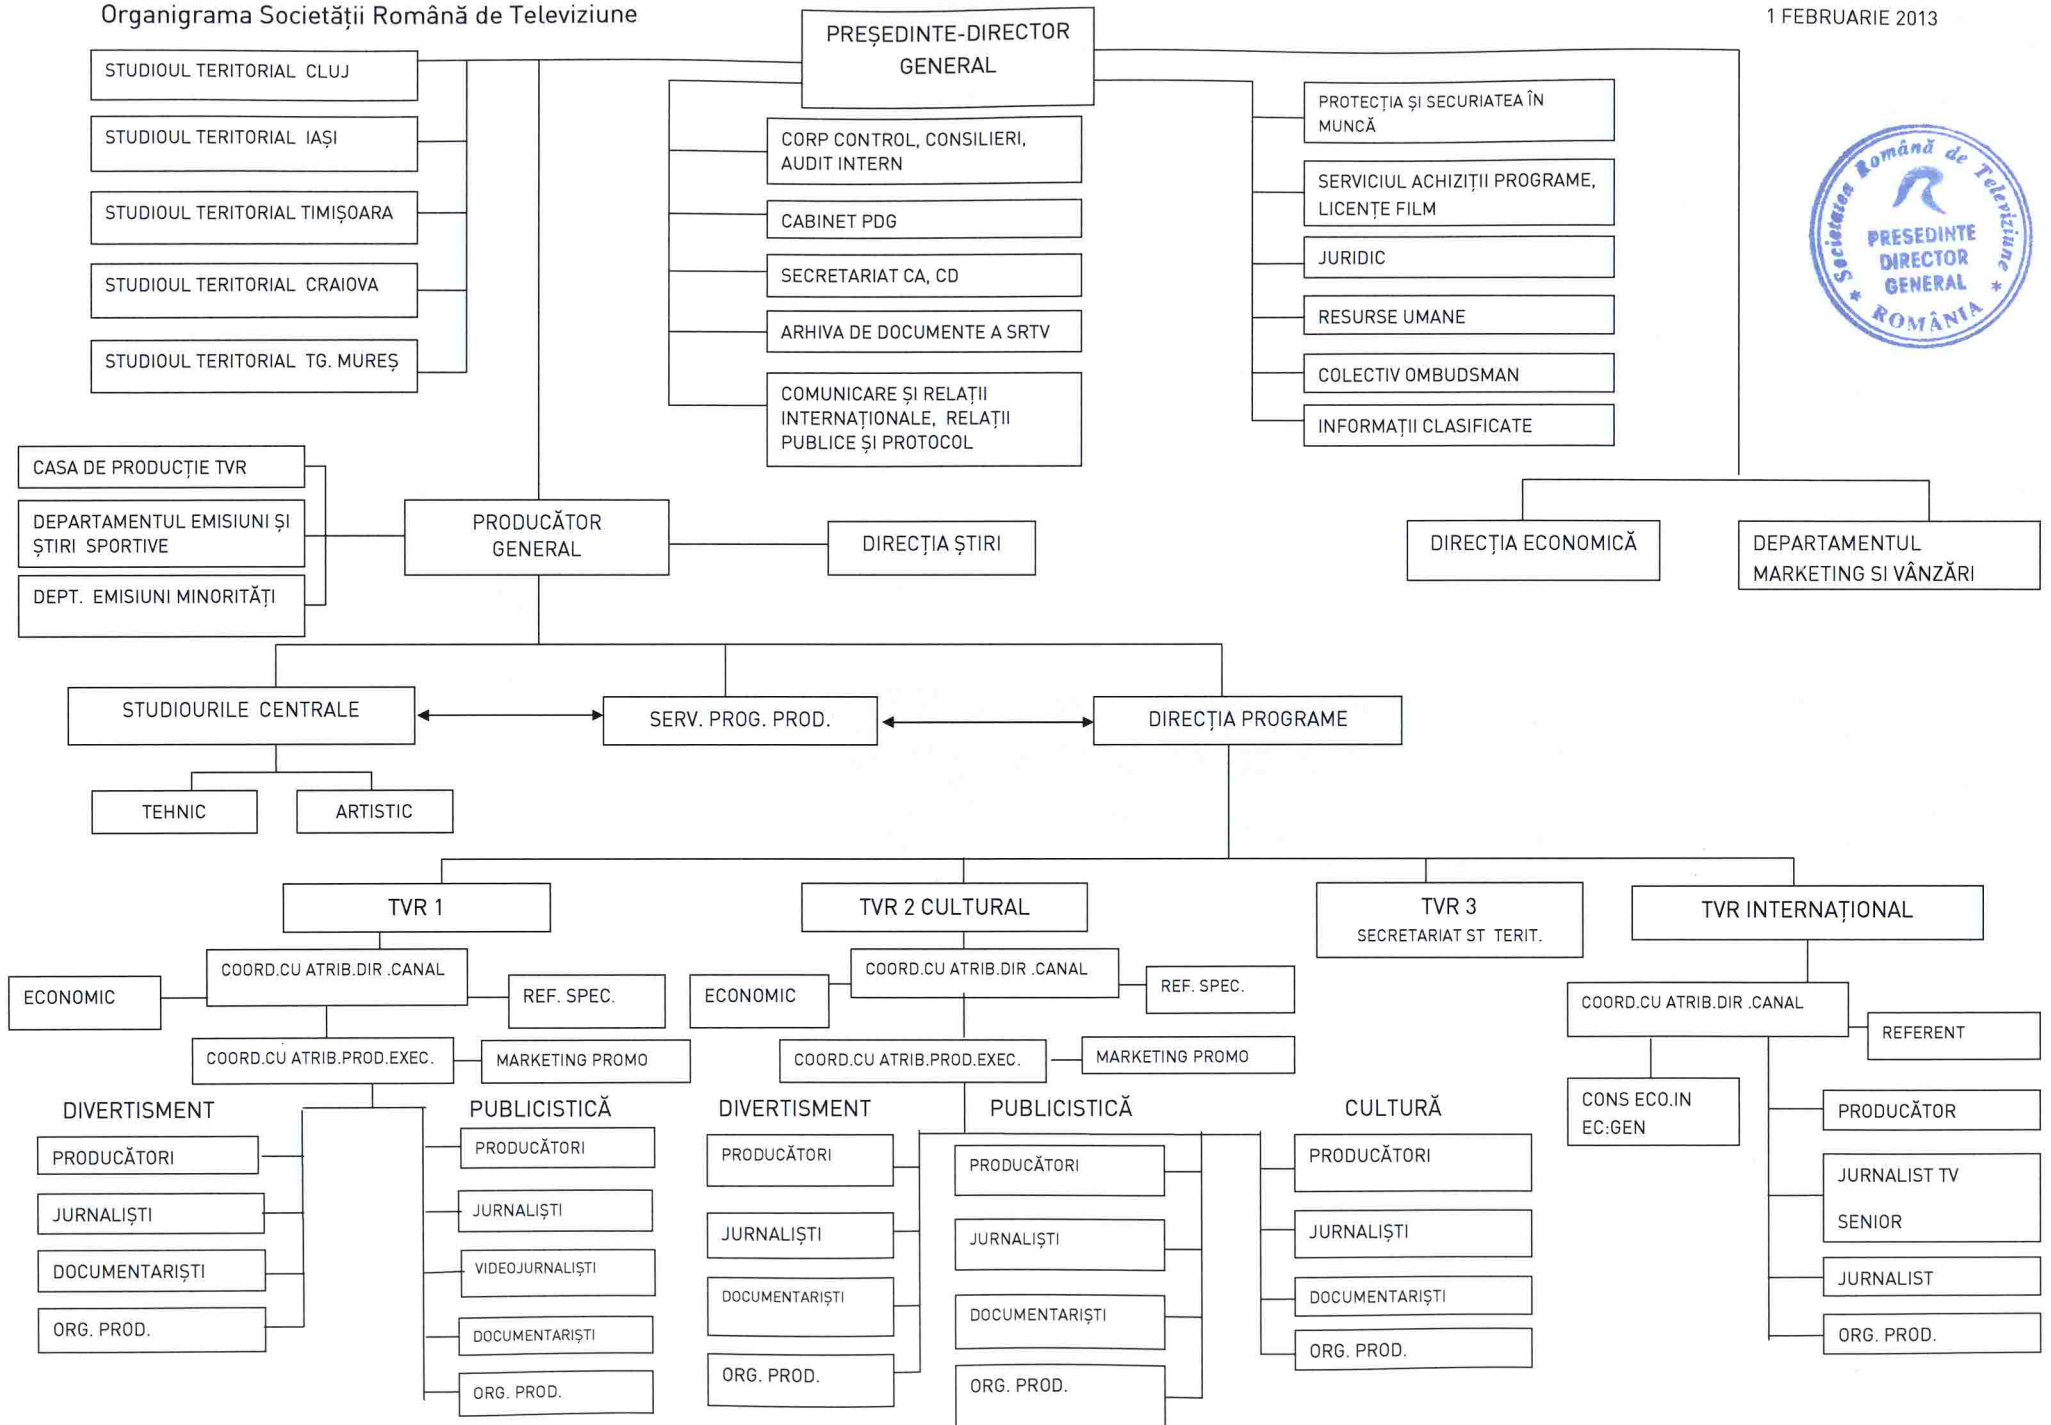 Organigrama Societății Română de Televiziune
1 FEBRUARIE 2013
PREȘEDINTE-DIRECTOR
GENERAL
STUDIOUL TERITORIAL CLUJ
STUDIOUL TERITORIAL IAȘI
STUDIOUL TERITORIAL TIMIȘOARA
STUDIOUL TERITORIAL CRAIOVA
STUDIOUL TERITORIAL TG. MUREȘ
CORP CONTROL, CONSILIERI,
AUDIT INTERN
CABINET PDG
SECRETARIAT CA, CD
ARHIVA DE DOCUMENTE A SRTV
COMUNICARE ȘI RELAȚII
INTERNAȚIONALE, RELAȚII
PUBLICE ȘI PROTOCOL
PROTECȚIA ȘI SECURIATEA ÎN
MUNCĂ
SERVICIUL ACHIZIȚII PROGRAME,
LICENȚE FILM
JURIDIC
RESURSE UMANE
COLECTIV OMBUDSMAN
INFORMAȚII CLASIFICATE
Societatea Română de Televiziune
PRESEDINTE
DIRECTOR
GENERAL
* ROMÂNIA *
CASA DE PRODUCȚIE TVR
DEPARTAMENTUL EMISIUNI ȘI
ȘTIRI SPORTIVE
DEPT. EMISIUNI MINORITĂȚI
PRODUCĂTOR
GENERAL
DIRECȚIA ȘTIRI
DIRECȚIA ECONOMICĂ
DEPARTAMENTUL
MARKETING SI VÂNZĂRI
STUDIOURILE CENTRALE
SERV. PROG. PROD.
DIRECȚIA PROGRAME
TEHNIC
ARTISTIC
TVR 1
TVR 2 CULTURAL
TVR 3
SECRETARIAT ST TERIT.
TVR INTERNAȚIONAL
COORD.CU ATRIB.DIR .CANAL
ECONOMIC
REF. SPEC.
COORD.CU ATRIB.PROD.EXEC.
MARKETING PROMO
DIVERTISMENT
PRODUCĂTORI
JURNALIȘTI
DOCUMENTARIȘTI
ORG. PROD.
PUBLICISTICĂ
PRODUCĂTORI
JURNALIȘTI
VIDEOJURNALIȘTI
DOCUMENTARIȘTI
ORG. PROD.
COORD.CU ATRIB.DIR .CANAL
ECONOMIC
REF. SPEC.
COORD.CU ATRIB.PROD.EXEC.
MARKETING PROMO
DIVERTISMENT
PRODUCĂTORI
JURNALIȘTI
DOCUMENTARIȘTI
ORG. PROD.
PUBLICISTICĂ
PRODUCĂTORI
JURNALIȘTI
DOCUMENTARIȘTI
ORG. PROD.
CULTURĂ
PRODUCĂTORI
JURNALIȘTI
DOCUMENTARIȘTI
ORG. PROD.
COORD.CU ATRIB.DIR .CANAL
REFERENT
CONS ECO.IN
EC:GEN
PRODUCĂTOR
JURNALIST TV
SENIOR
JURNALIST
ORG. PROD.